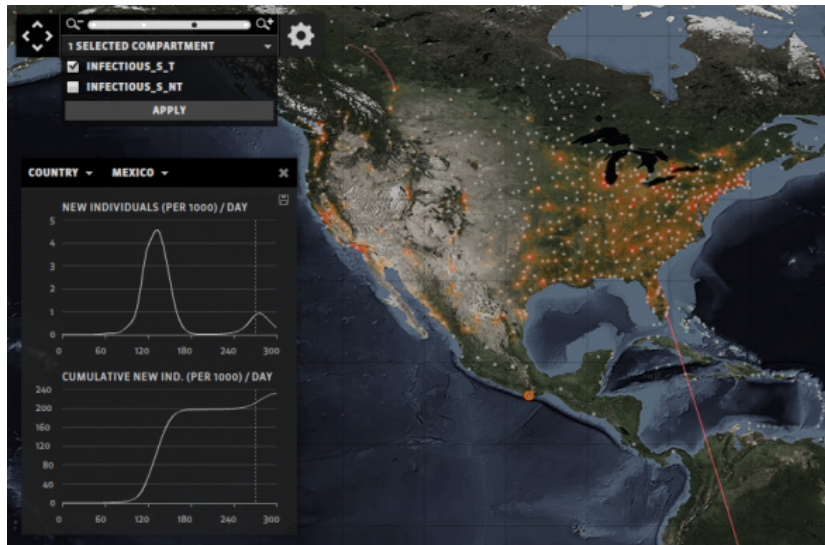 1 SELECTED COMPARTMENT
INFECTIOUS_S_T
INFECTIOUS_S_NT
APPLY
COUNTRY MEXICO
NEW INDIVIDUALS (PER 1000) / DAY
5
4
3
2
1
0
0 60 120 180 240 300
CUMULATIVE NEW IND. (PER 1000) / DAY
240
200
160
120
80
40
0
0 60 120 180 240 300